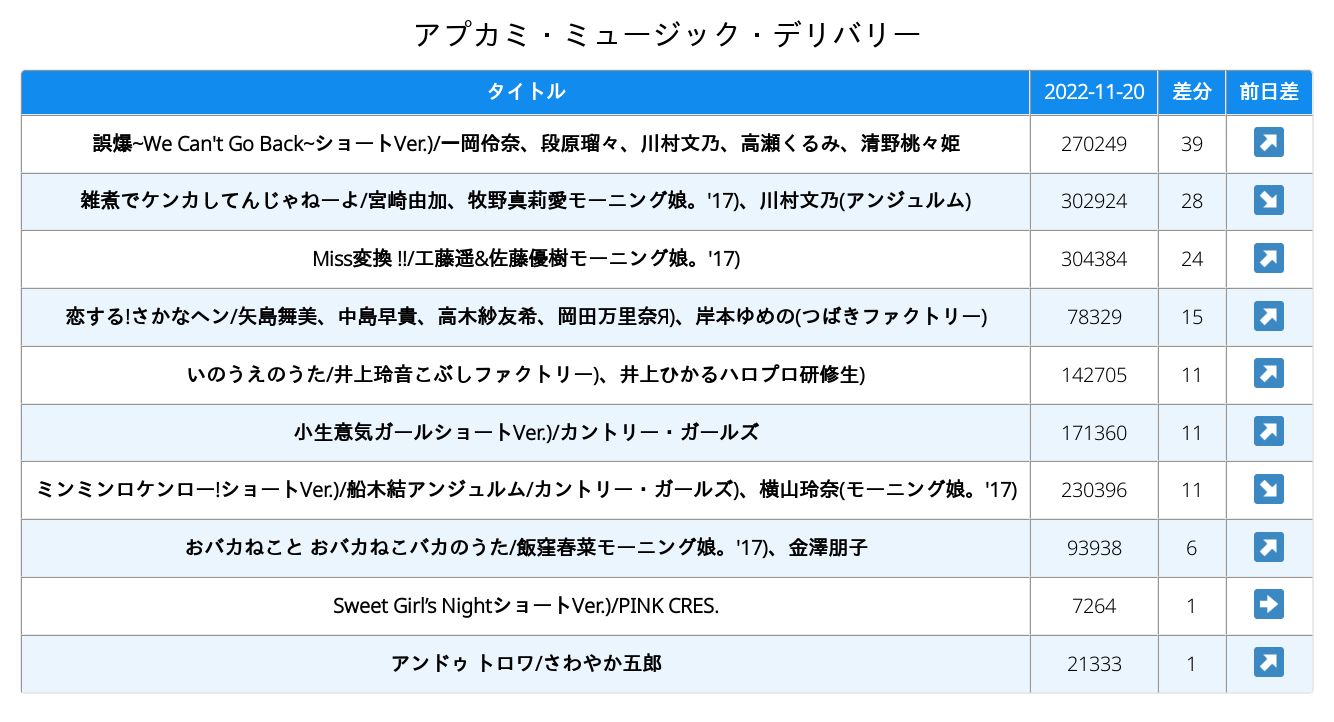 アプカミ・ミュージック・デリバリー
タイトル 2022-11-20 差分 前日差
誤爆~We Can't Go Back~ショートVer.)/一岡伶奈、段原瑠々、川村文乃、高瀬くるみ、清野桃々姫 270249 39
雑煮でケンカしてんじゃねーよ/宮崎由加、牧野真莉愛モーニング娘。'17)、川村文乃(アンジュルム) 302924 28
Miss変換 !!/工藤遥&佐藤優樹モーニング娘。'17) 304384 24
恋する!さかなヘン/矢島舞美、中島早貴、高木紗友希、岡田万里奈Я)、岸本ゆめの(つばきファクトリー) 78329 15
いのうえのうた/井上玲音こぶしファクトリー)、井上ひかるハロプロ研修生) 142705 11
小生意気ガールショートVer.)/カントリー・ガールズ 171360 11
ミンミンロケンロー!ショートVer.)/船木結アンジュルム/カントリー・ガールズ)、横山玲奈(モーニング娘。'17) 230396 11
おバカねこと おバカねこバカのうた/飯窪春菜モーニング娘。'17)、金澤朋子 93938 6
Sweet Girl’s NightショートVer.)/PINK CRES. 7264 1
アンドゥ トロワ/さわやか五郎 21333 1